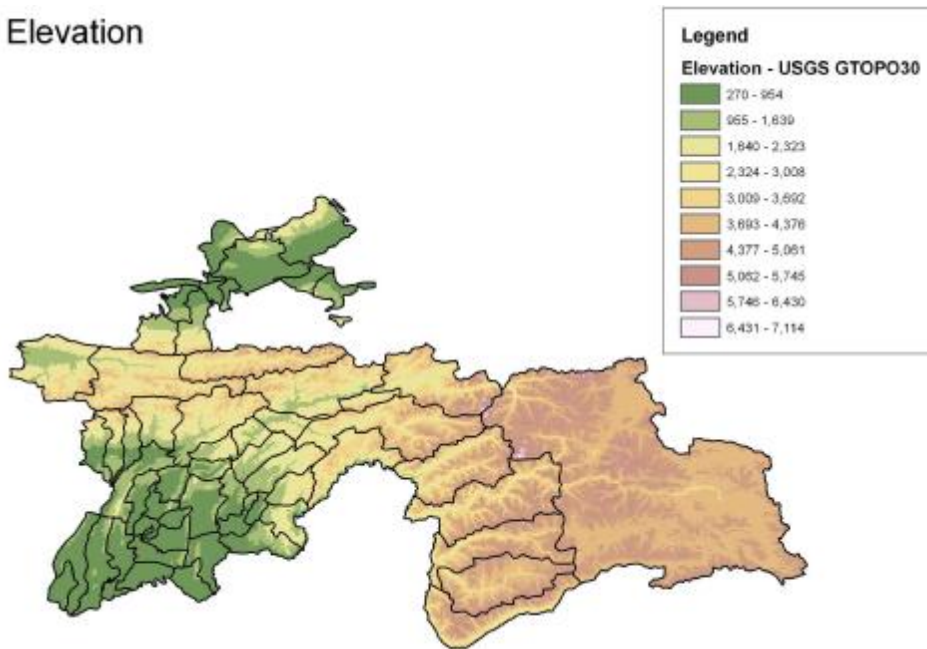 Elevation
Legend
Elevation - USGS GTOPO30
270 - 954
955 - 1,639
1,640 - 2,323
2,324 - 3,008
3,009 - 3,692
3,693 - 4,376
4,377 - 5,061
5,062 - 5,745
5,746 - 6,430
6,431 - 7,114